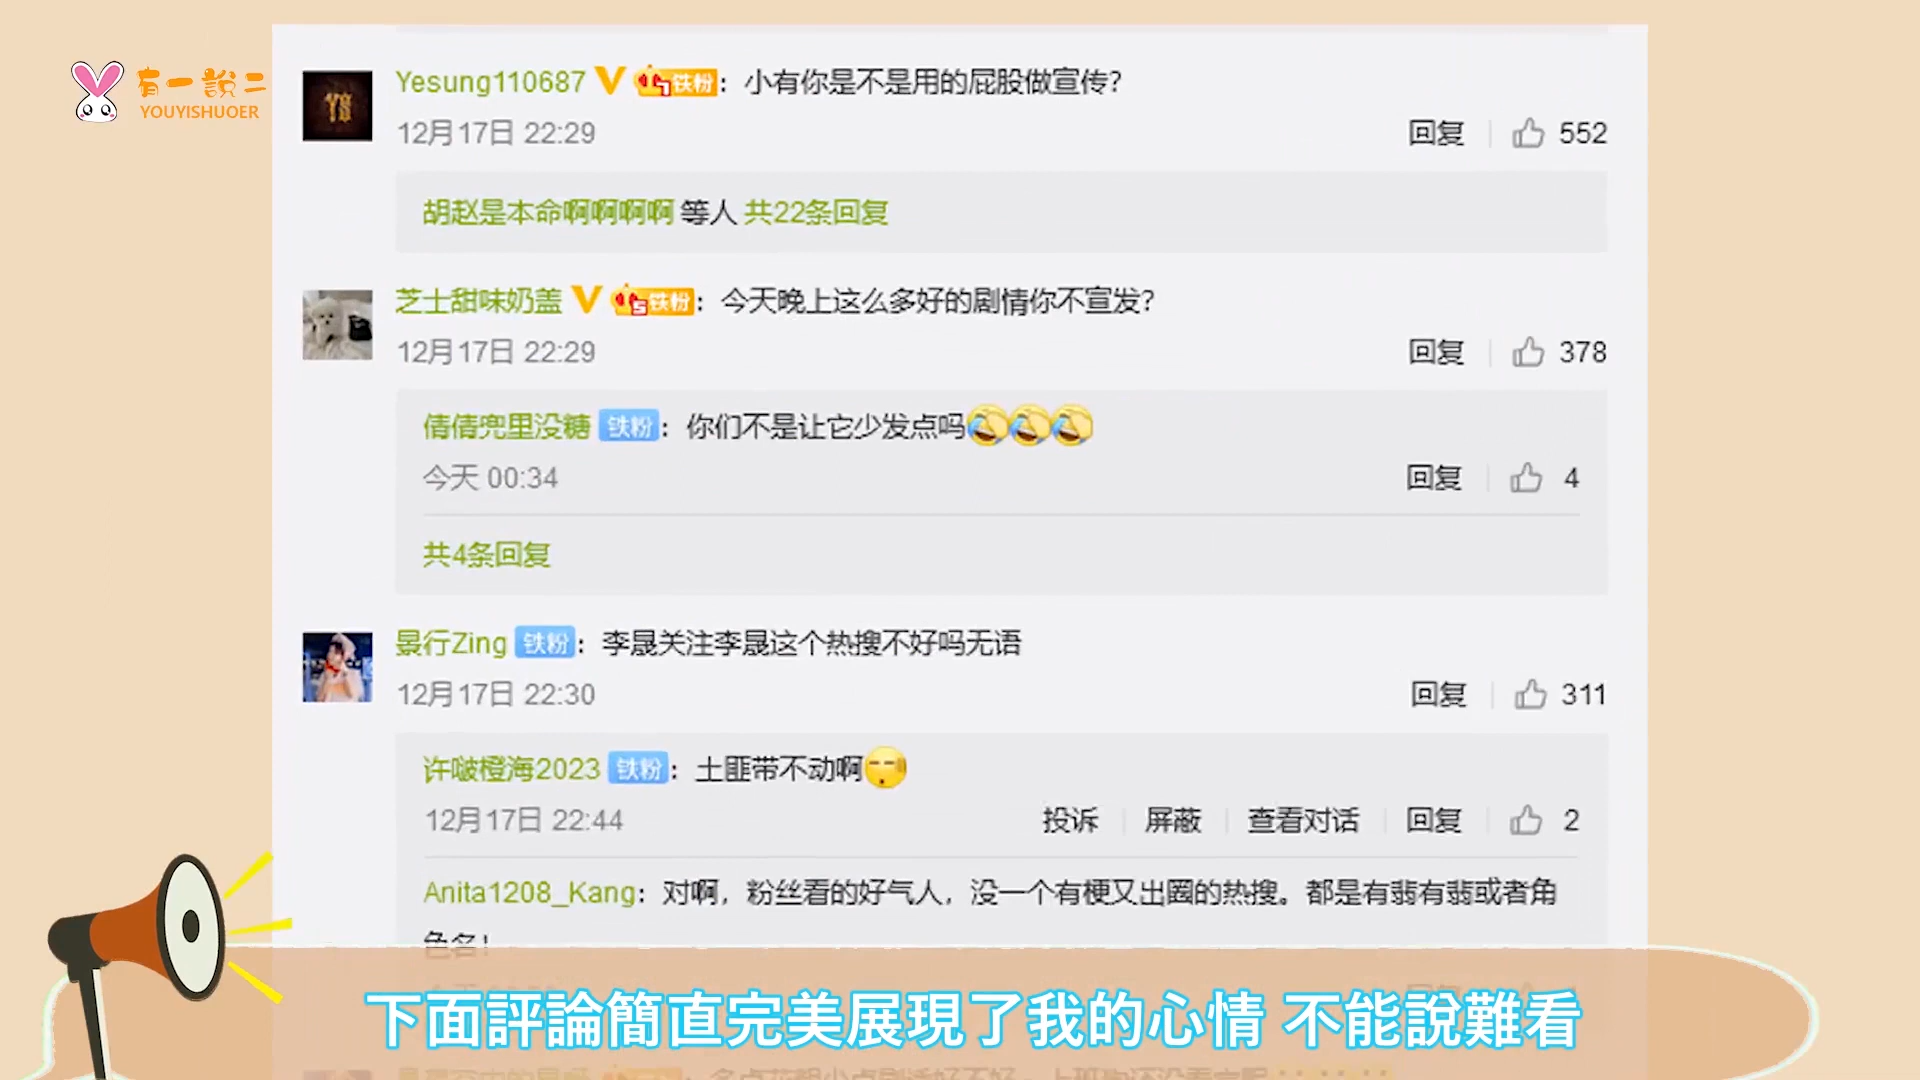 有一說二
YOUYISHUOER
YS
Yesung110687 V 7铁粉：小有你是不是用的屁股做宣传？
12月17日 22:29 回复 552
胡赵是本命啊啊啊啊 等人 共22条回复
芝士甜味奶盖 V 5铁粉：今天晚上这么多好的剧情你不宣发？
12月17日 22:29 回复 378
倩倩兜里没糖 铁粉：你们不是让它少发点吗🤣🤣🤣
今天 00:34 回复 4
共4条回复
景行Zing 铁粉：李晟关注李晟这个热搜不好吗无语
12月17日 22:30 回复 311
许啵橙海2023 铁粉：土匪带不动啊
12月17日 22:44 投诉 屏蔽 查看对话 回复 2
Anita1208_Kang：对啊，粉丝看的好气人，没一个有梗又出圈的热搜。都是有翡有翡或者角
色名！
下面評論簡直完美展現了我的心情 不能說難看